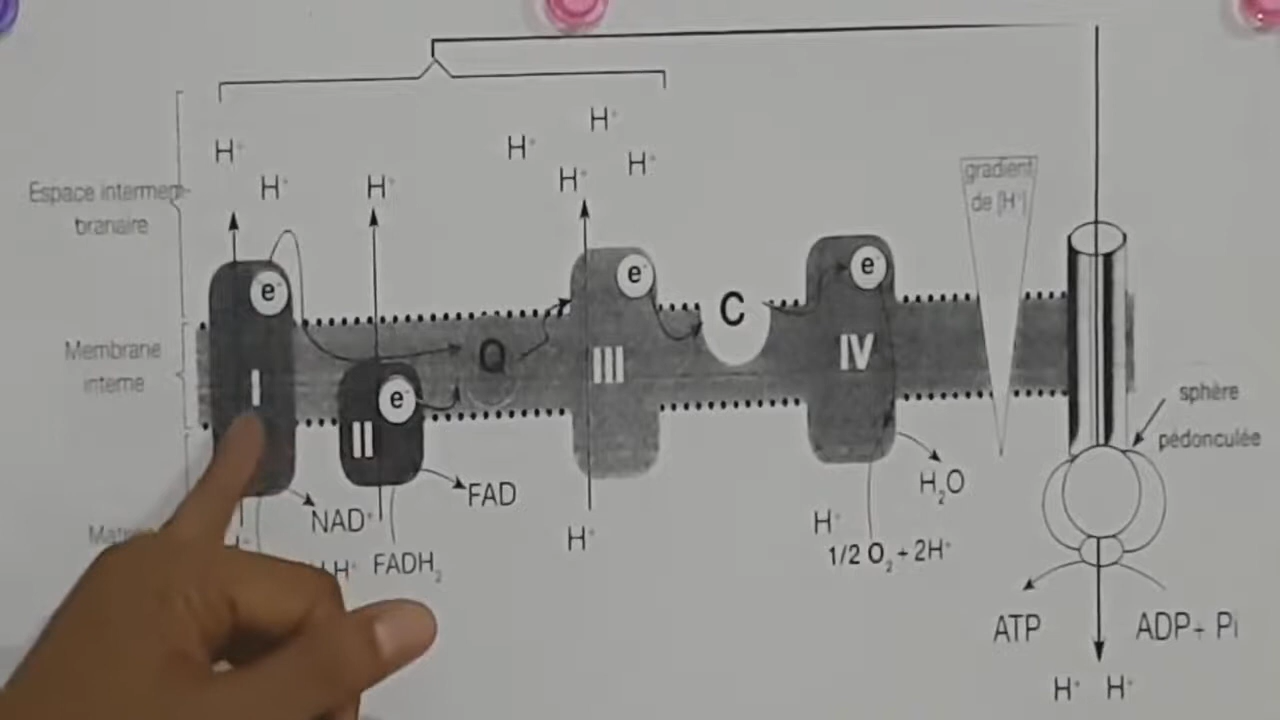 H⁺
H⁺
H⁺
H⁺
H⁺
H⁺
H⁺
Espace intermem-
branaire
gradient
de [H⁺]
e⁻
e⁻
e⁻
e⁻
Membrane
interne
I
II
Q
III
C
IV
sphère
pédonculée
NAD⁺
FAD
H₂O
H⁺
FADH₂
H⁺
H⁺
1/2 O₂ + 2H⁺
ATP
ADP+ Pi
H⁺ H⁺